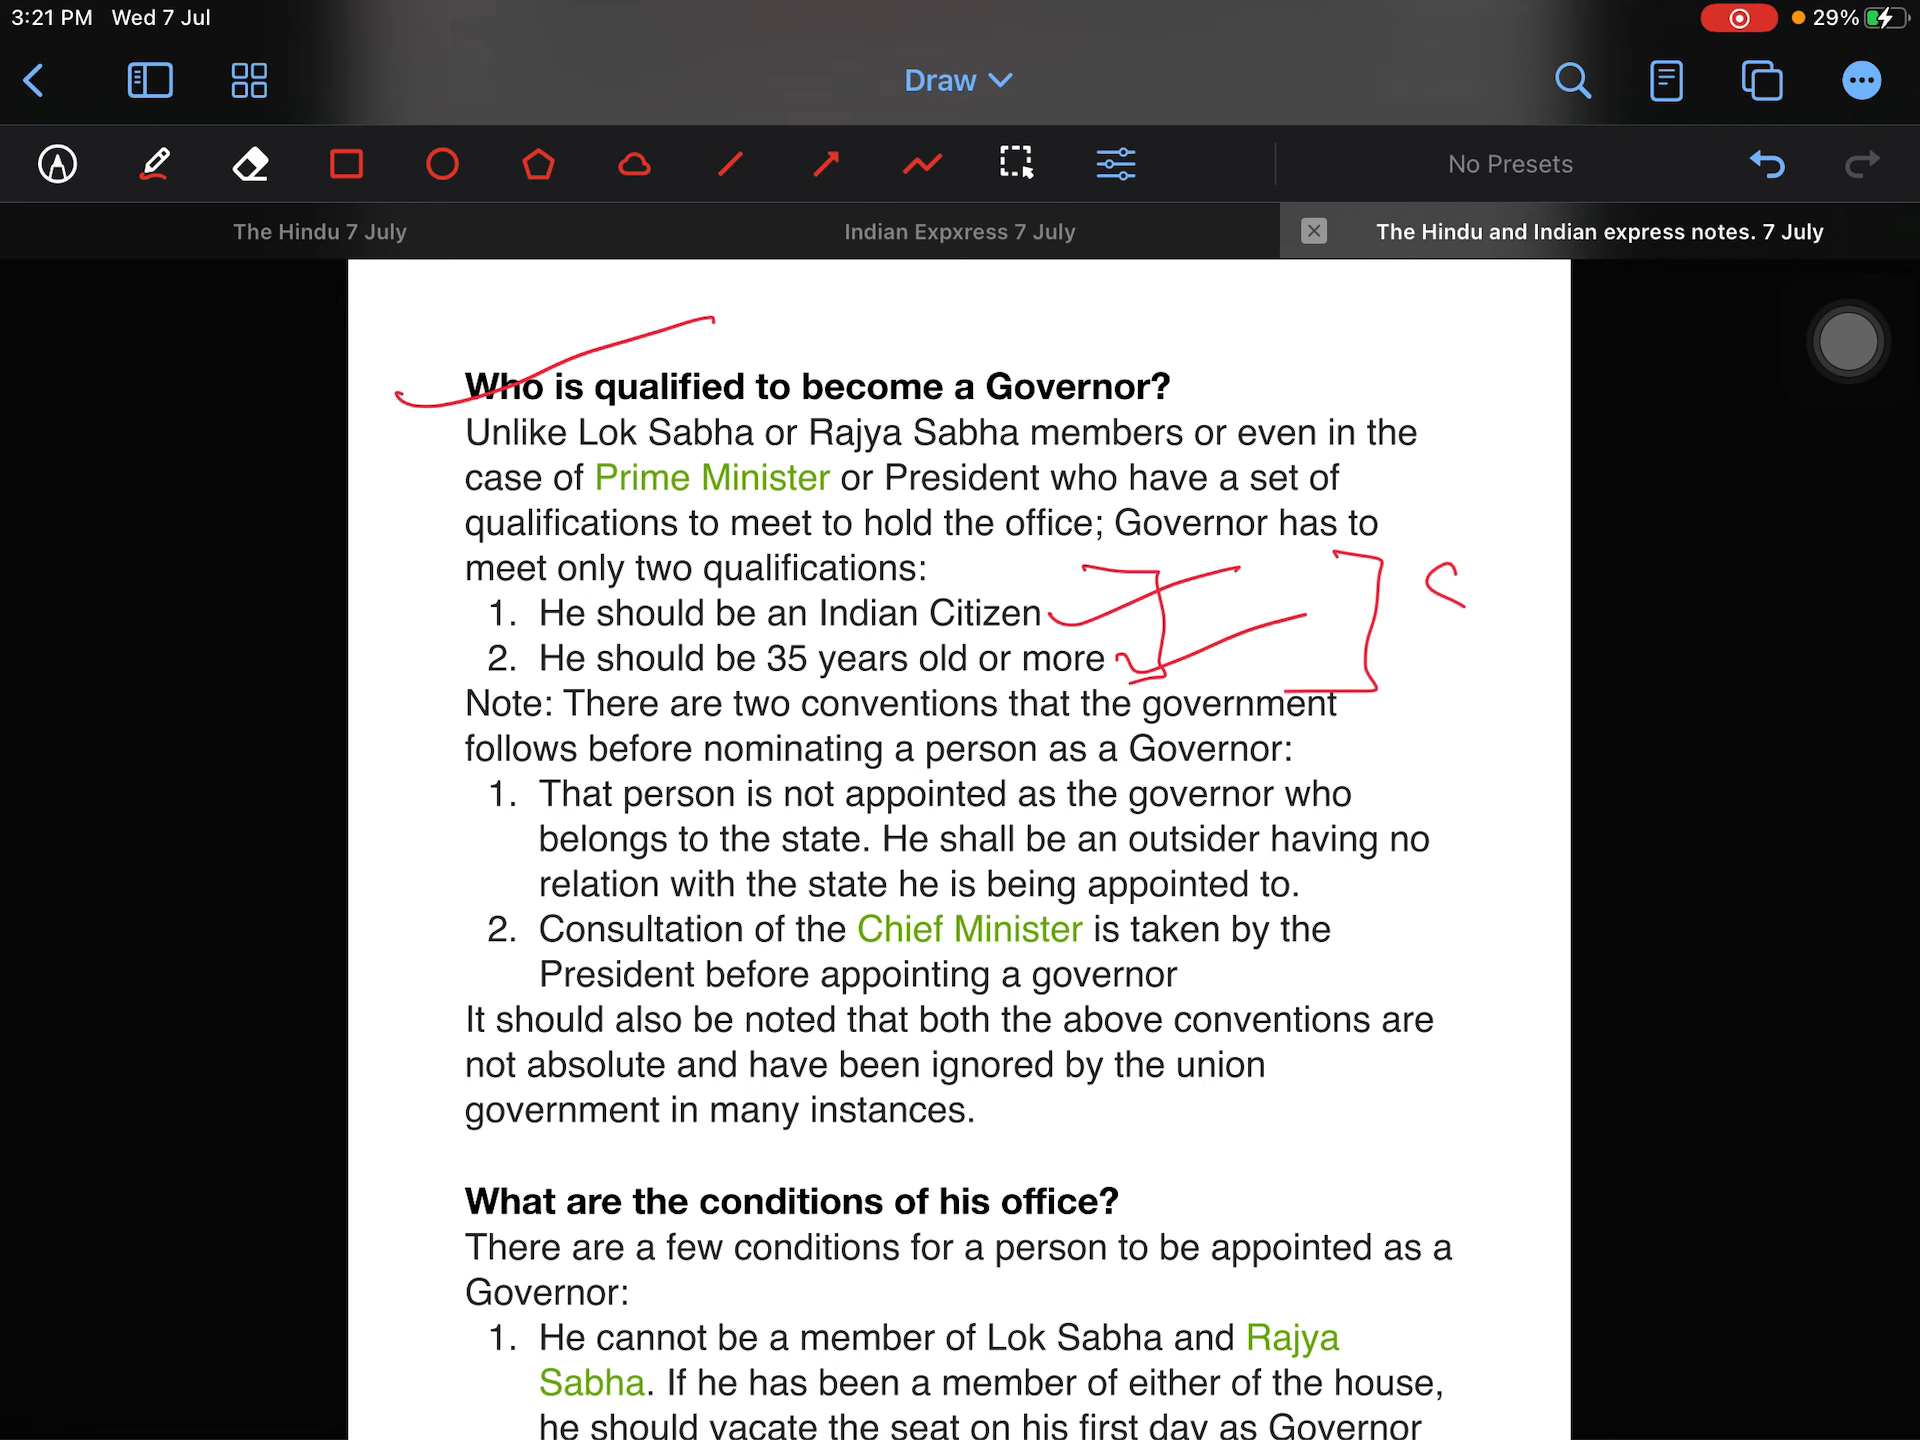 3:21 PM Wed 7 Jul
29%
Draw
No Presets
The Hindu 7 July
Indian Expxress 7 July
The Hindu and Indian express notes. 7 July
Who is qualified to become a Governor?
Unlike Lok Sabha or Rajya Sabha members or even in the
case of Prime Minister or President who have a set of
qualifications to meet to hold the office; Governor has to
meet only two qualifications:
1. He should be an Indian Citizen
2. He should be 35 years old or more
Note: There are two conventions that the government
follows before nominating a person as a Governor:
1. That person is not appointed as the governor who
belongs to the state. He shall be an outsider having no
relation with the state he is being appointed to.
2. Consultation of the Chief Minister is taken by the
President before appointing a governor
It should also be noted that both the above conventions are
not absolute and have been ignored by the union
government in many instances.
What are the conditions of his office?
There are a few conditions for a person to be appointed as a
Governor:
1. He cannot be a member of Lok Sabha and Rajya
Sabha. If he has been a member of either of the house,
he should vacate the seat on his first day as Governor